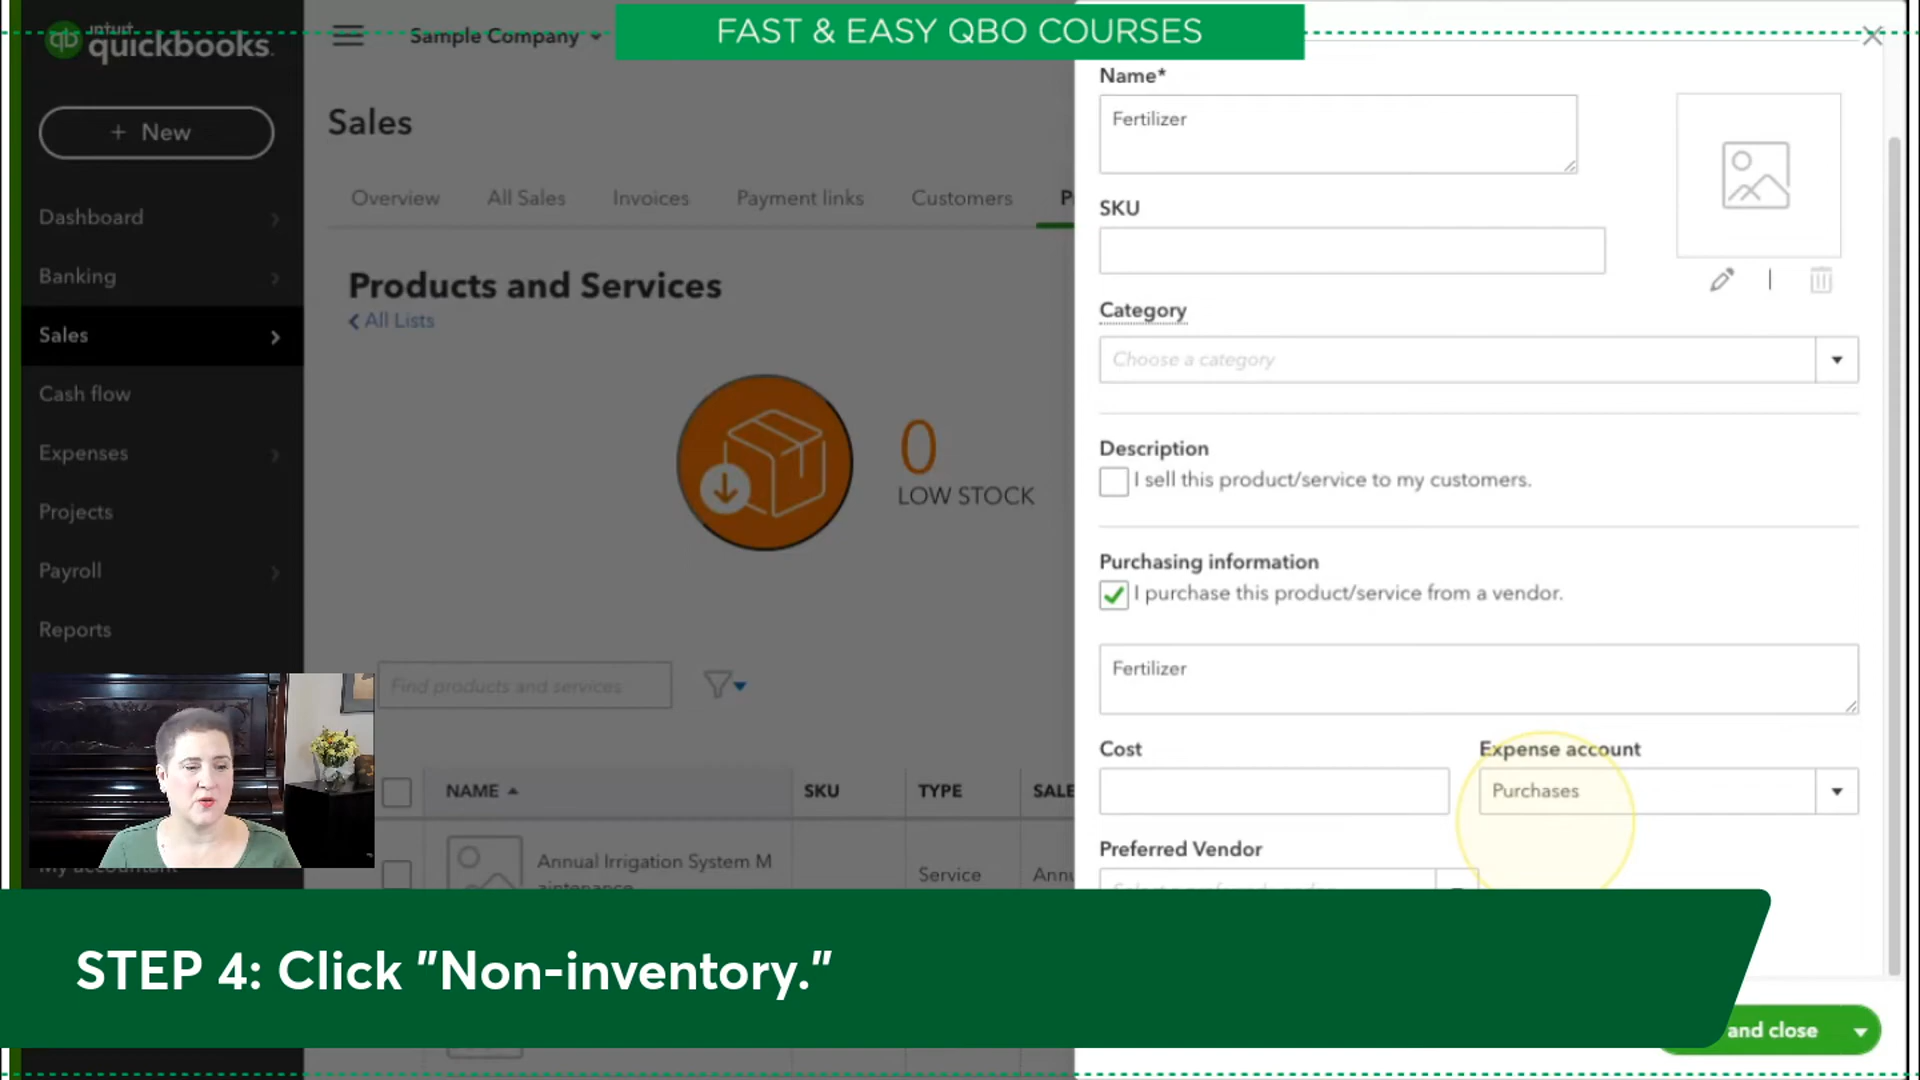 FAST & EASY QBO COURSES
intuit
quickbooks.
Sample Company
+ New
Dashboard
Banking
Sales
Cash flow
Expenses
Projects
Payroll
Reports
My accountant
Sales
Overview
All Sales
Invoices
Payment links
Customers
Products and Services
All Lists
0
LOW STOCK
Find products and services
NAME
SKU
TYPE
Annual Irrigation System M
aintenance
Service
Name*
Fertilizer
SKU
Category
Choose a category
Description
I sell this product/service to my customers.
Purchasing information
I purchase this product/service from a vendor.
Fertilizer
Cost
Expense account
Purchases
Preferred Vendor
and close
STEP 4: Click "Non-inventory."